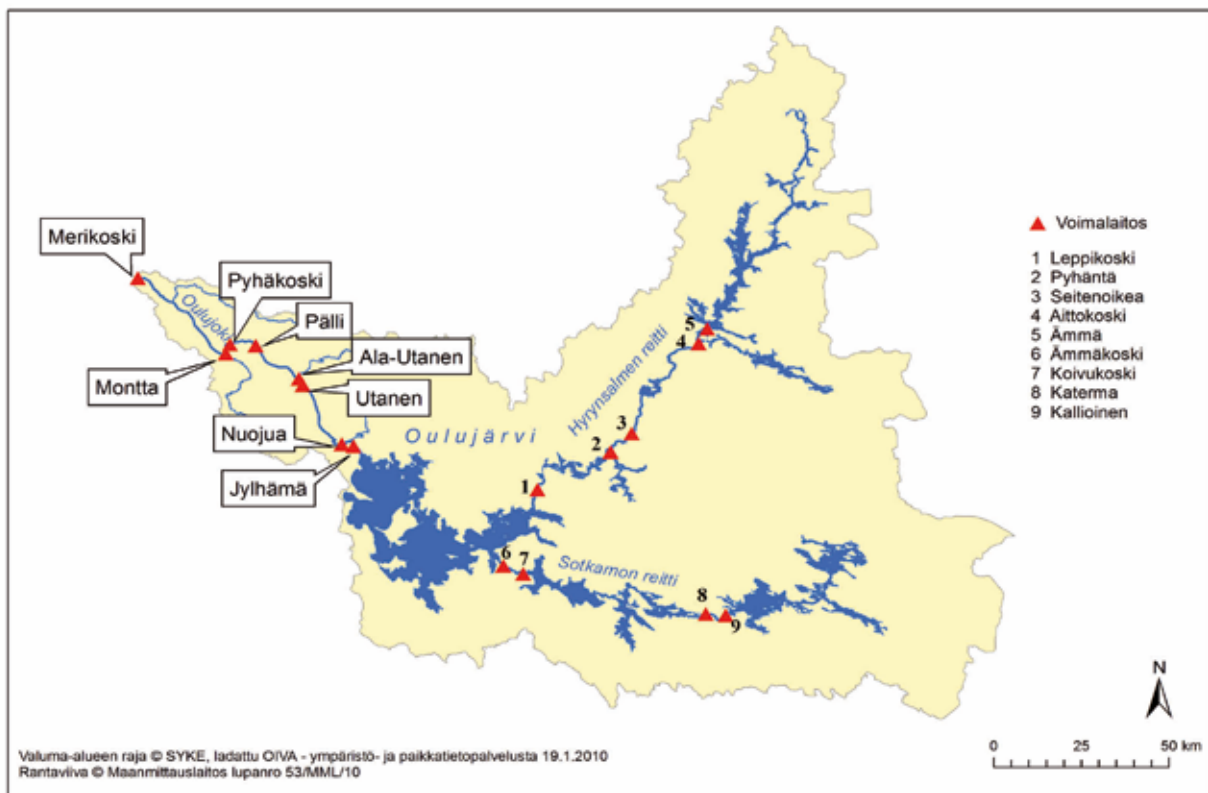 Merikoski
Pyhäkoski
Oulujoki
Pälli
Ala-Utanen
Montta
Utanen
Nuojua
Jylhämä
Oulujärvi
Hyrynsalmen reitti
Sotkamon reitti
1
2
3
4
5
6
7
8
9
Voimalaitos
1 Leppikoski
2 Pyhäntä
3 Seitenoikea
4 Aittokoski
5 Ämmä
6 Ämmäkoski
7 Koivukoski
8 Katerma
9 Kallioinen
N
0 25 50 km
Valuma-alueen raja © SYKE, ladattu OIVA - ympäristö- ja paikkatietopalvelusta 19.1.2010
Rantaviiva © Maanmittauslaitos lupanro 53/MML/10